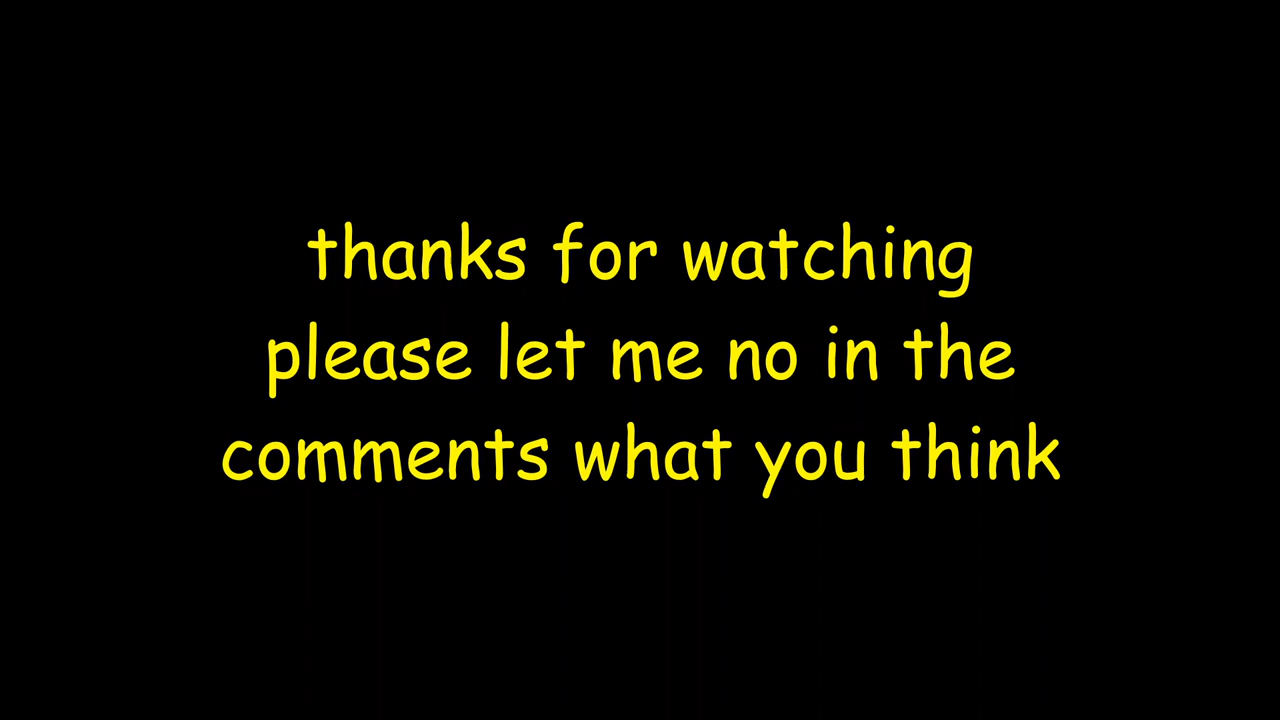 thanks for watching
please let me no in the
comments what you think